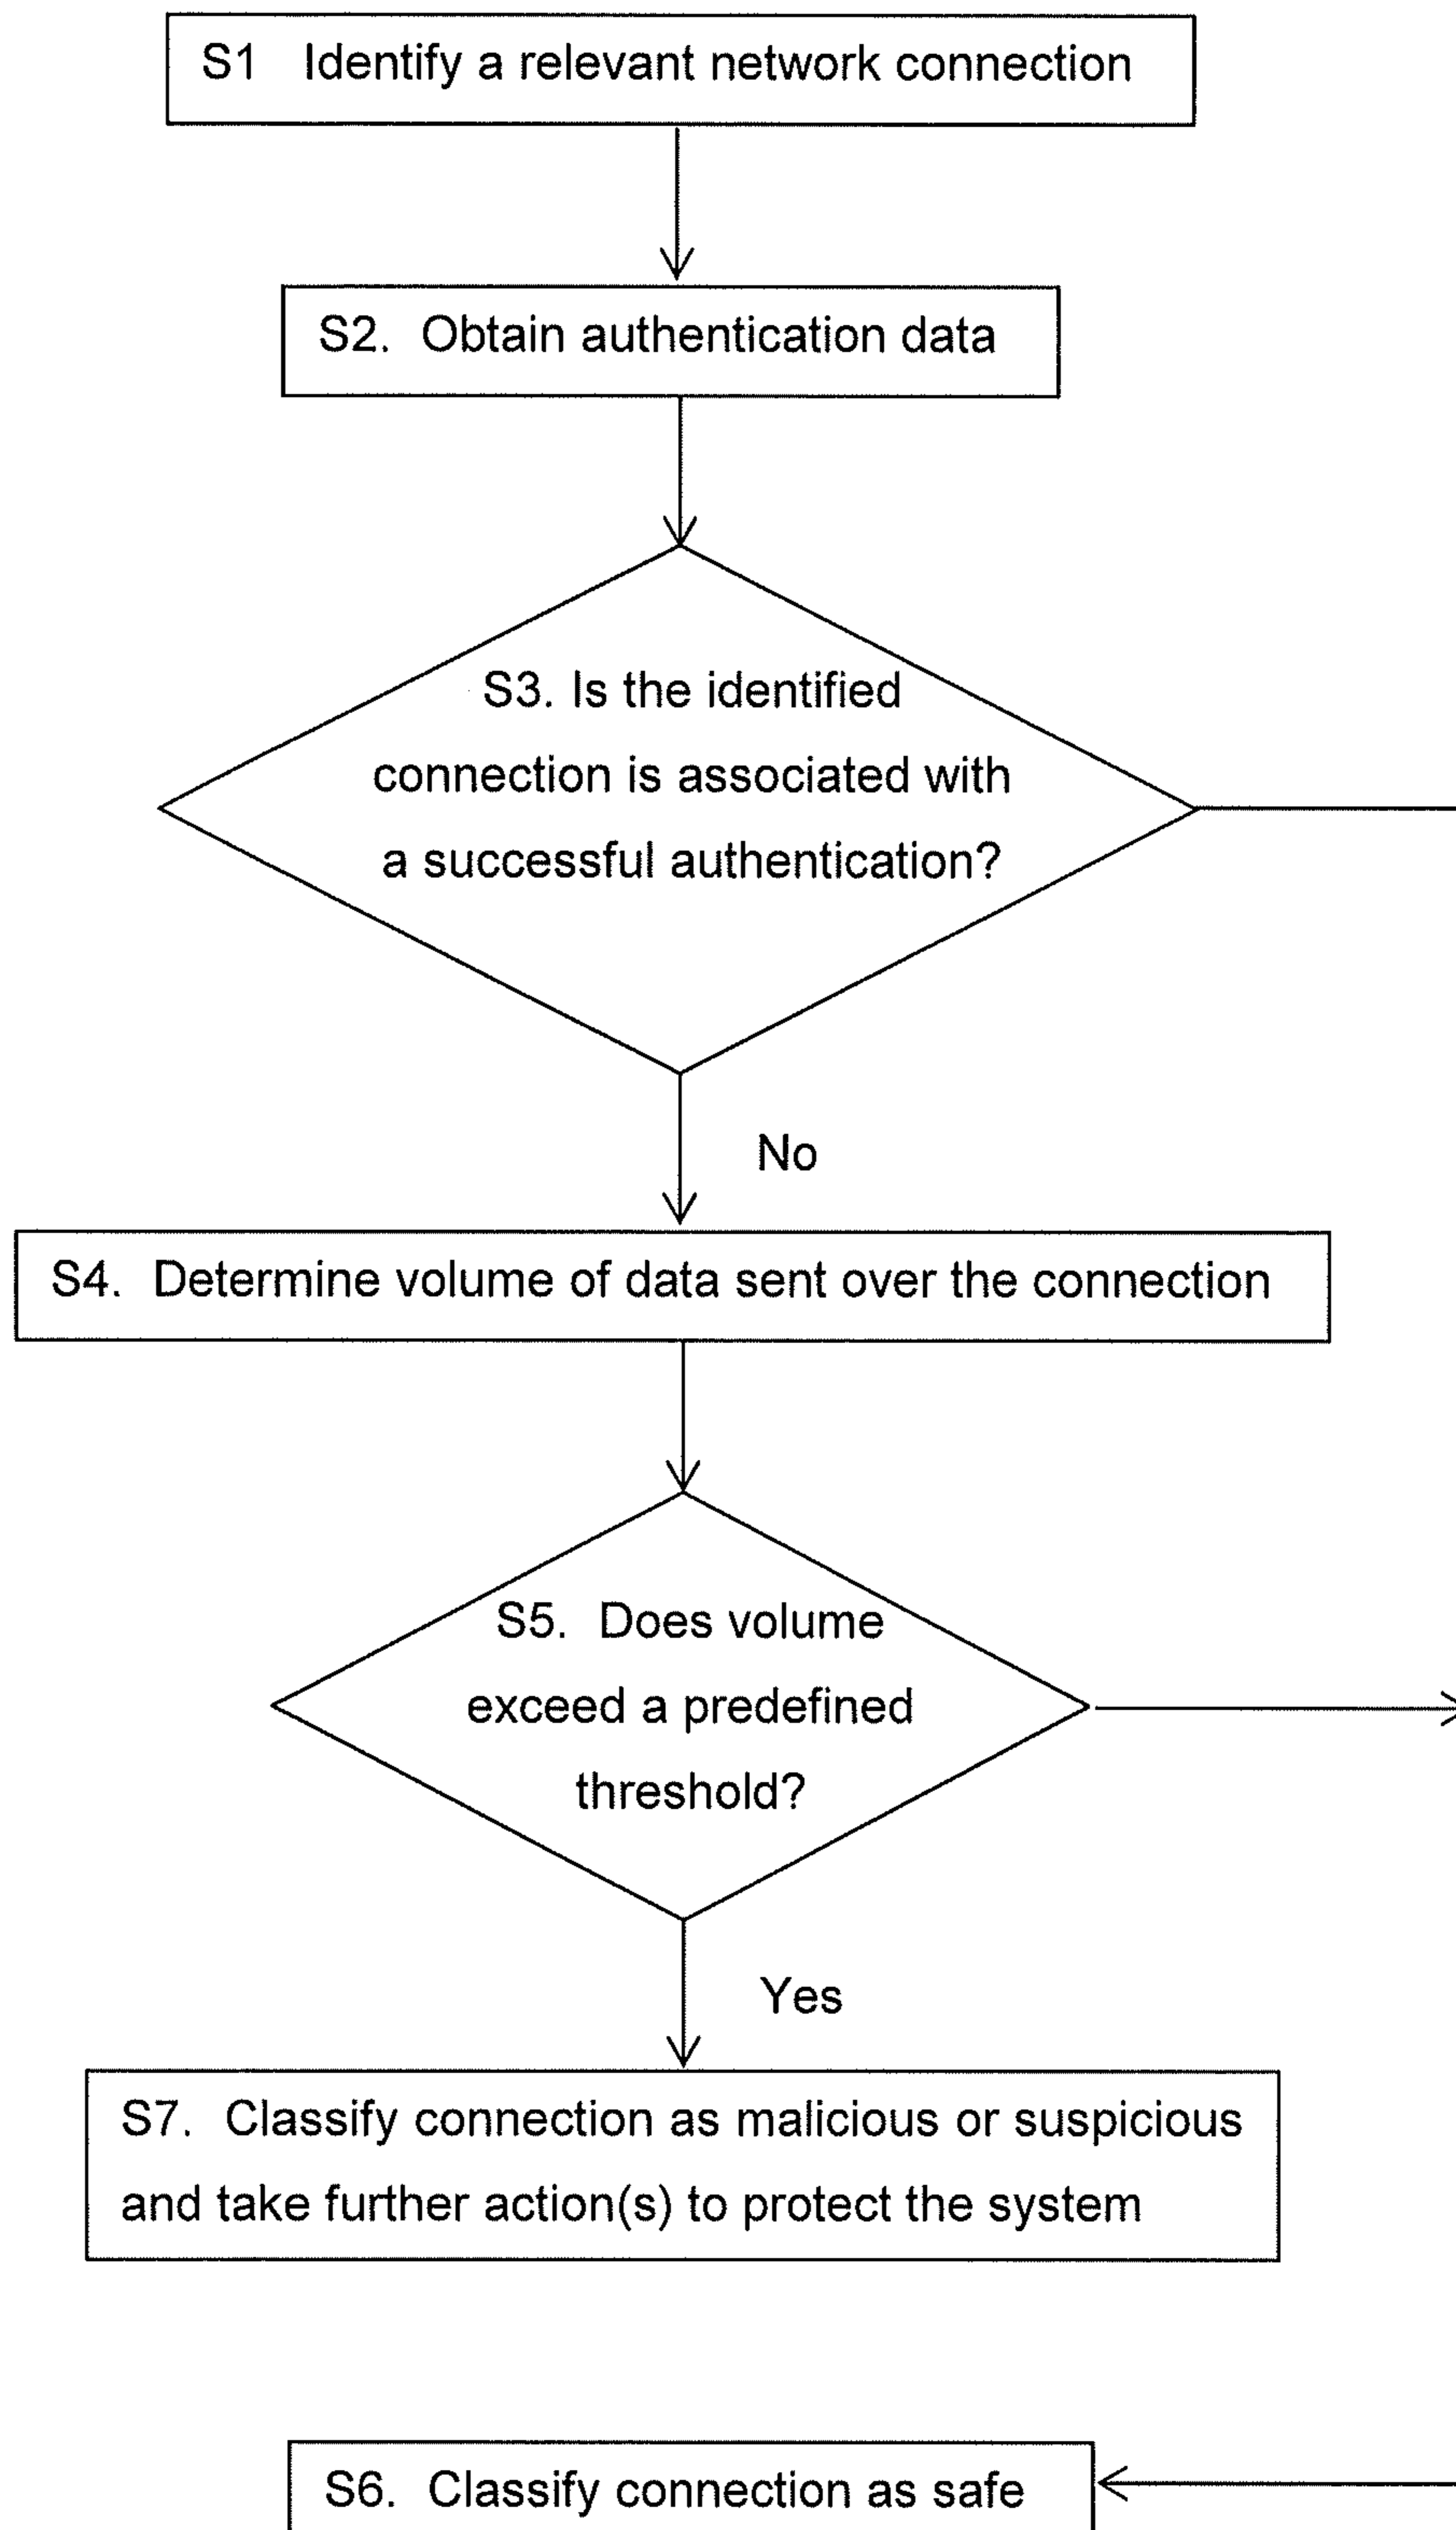 S1 Identify a relevant network connection
S2. Obtain authentication data
S3. Is the identified
connection is associated with
a successful authentication?
No
S4. Determine volume of data sent over the connection
S5. Does volume
exceed a predefined
threshold?
Yes
S7. Classify connection as malicious or suspicious
and take further action(s) to protect the system
S6. Classify connection as safe